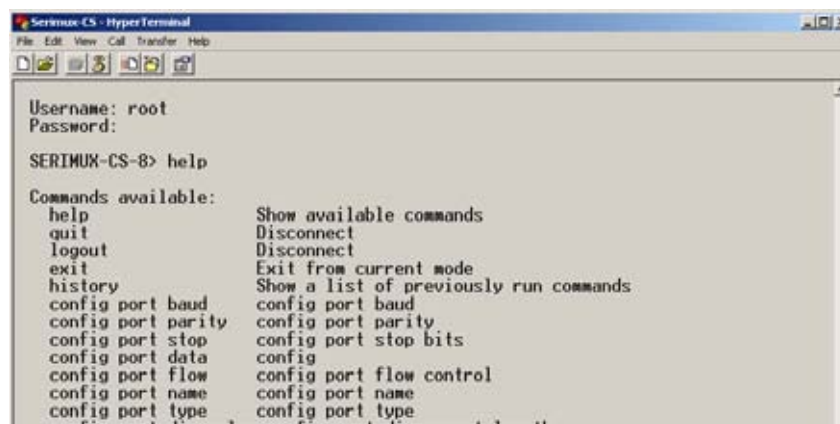 Serimux-CS - HyperTerminal
File Edit View Call Transfer Help
Username: root
Password:
SERIMUX-CS-8> help
Commands available:
help Show available commands
quit Disconnect
logout Disconnect
exit Exit from current mode
history Show a list of previously run commands
config port baud config port baud
config port parity config port parity
config port stop config port stop bits
config port data config
config port flow config port flow control
config port name config port name
config port type config port type